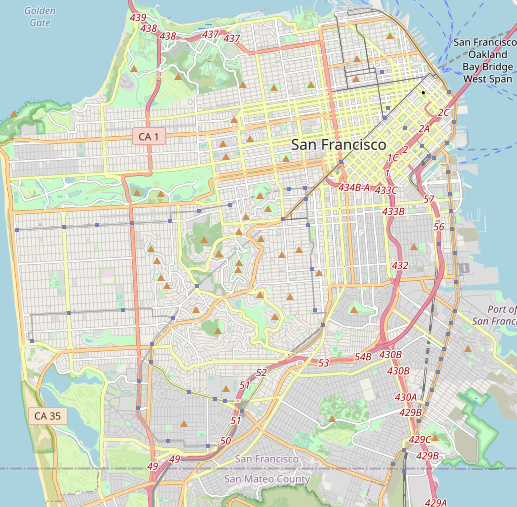 Golden
Gate
439
438
438
437
437
San Francisco
Oakland
Bay Bridge
West Span
2C
CA 1
2A
San Francisco
2
1C
1
434B-A
433C
57
433B
56
432
Port of
San Franci
430B
54B
53
52
430B
51
430A
CA 35
429B
51
50
429C
49
49
San Francisco
429B
San Mateo County
429A